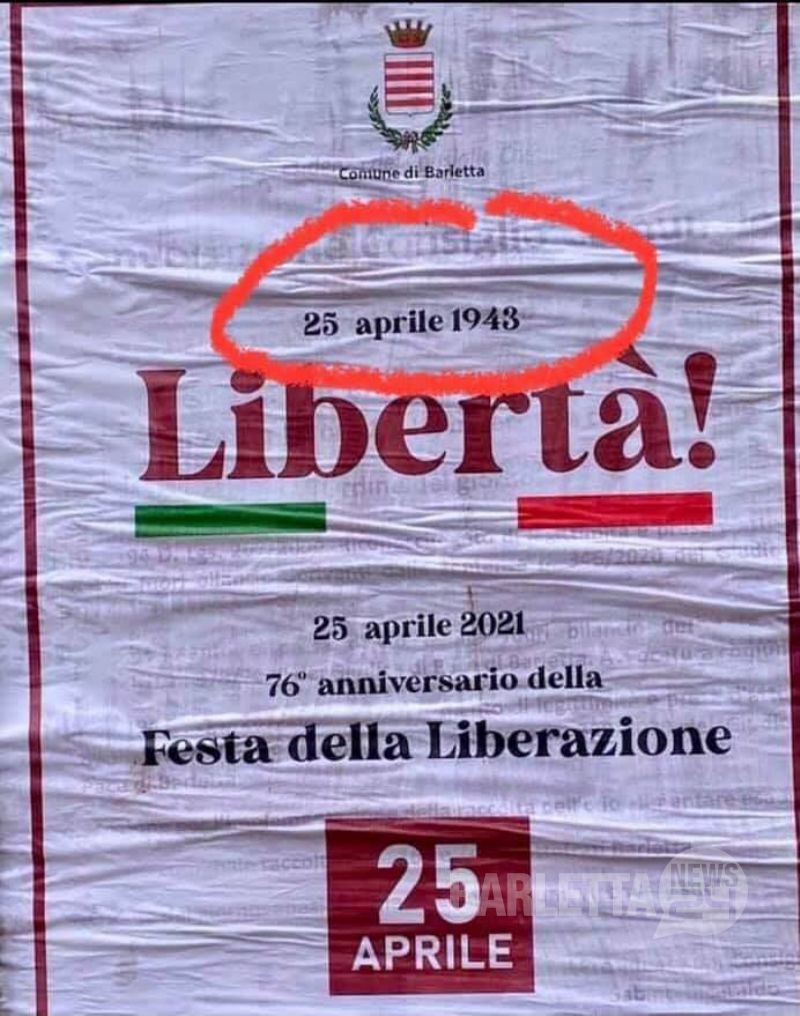 Comune di Barletta
25 aprile 1943
Libertà!
25 aprile 2021
76° anniversario della
Festa della Liberazione
25
APRILE
BARLETTA NEWS